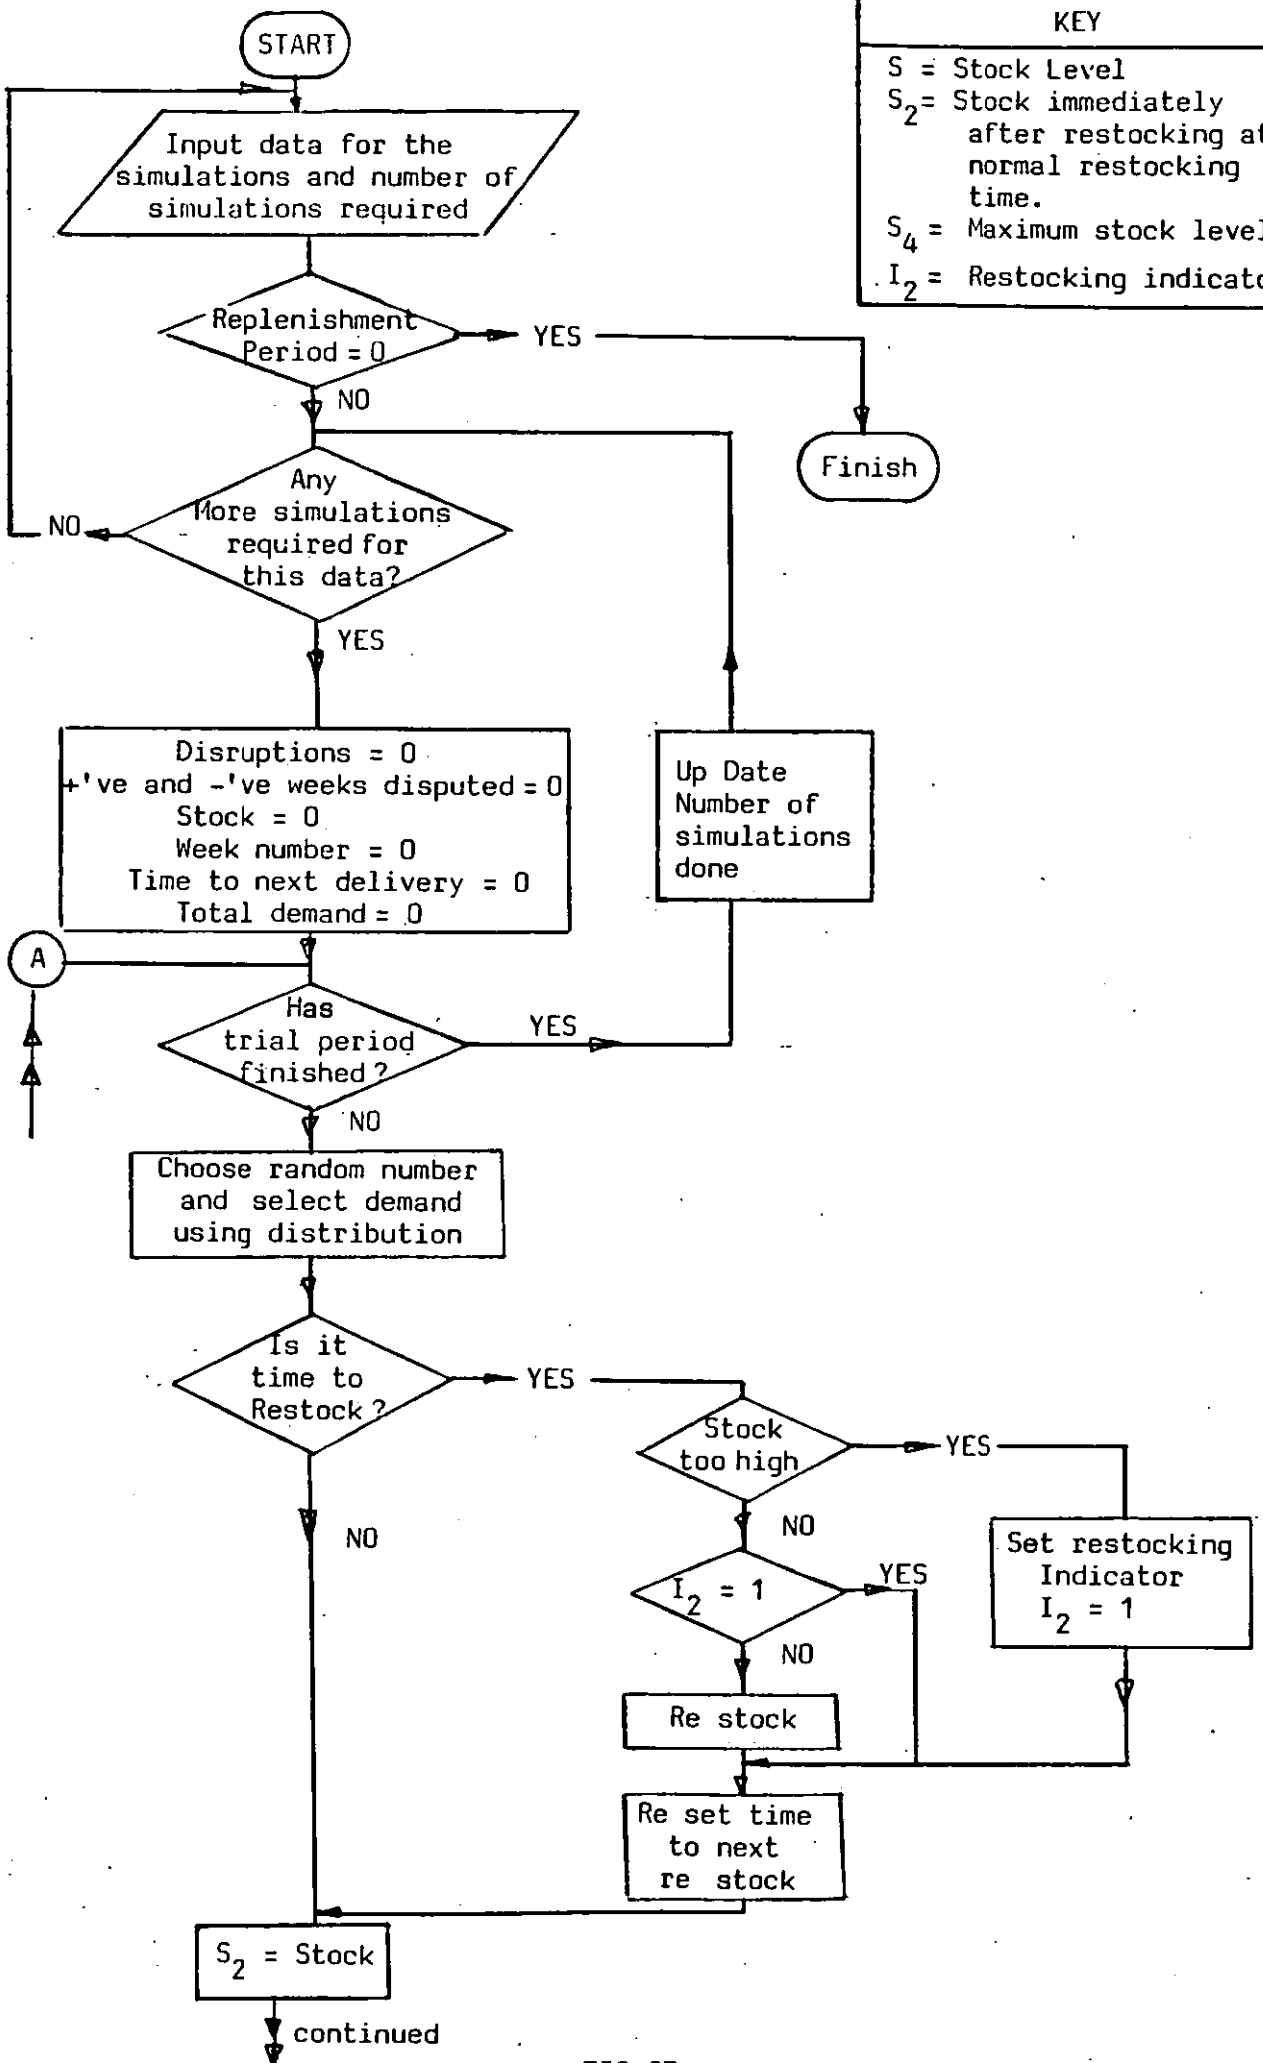 START
KEY
S = Stock Level
S2= Stock immediately
after restocking at
normal restocking
time.
S4 = Maximum stock level
I2 = Restocking indicato
Input data for the
simulations and number of
simulations required
Replenishment
Period = 0
YES
NO
Finish
Any
More simulations
required for
this data?
NO
YES
Disruptions = 0
+'ve and -'ve weeks disputed = 0
Stock = 0
Week number = 0
Time to next delivery = 0
Total demand = 0
Up Date
Number of
simulations
done
A
Has
trial period
finished ?
YES
NO
Choose random number
and select demand
using distribution
Is it
time to
Restock ?
YES
NO
Stock
too high
YES
NO
Set restocking
Indicator
I2 = 1
I2 = 1
YES
NO
Re stock
Re set time
to next
re stock
S2 = Stock
continued